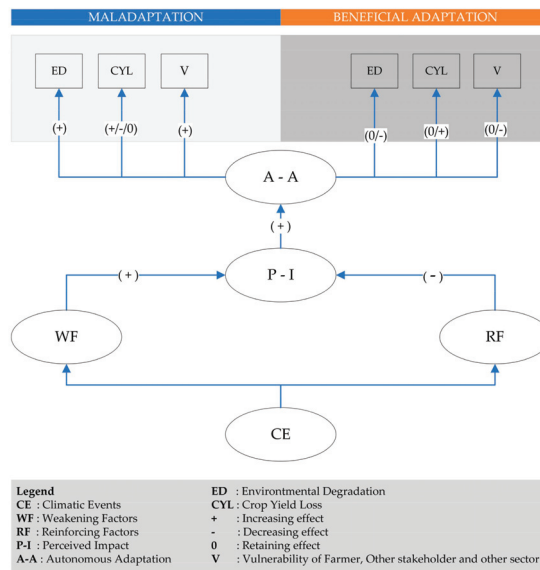 MALADAPTATION BENEFICIAL ADAPTATION
ED CYL V ED CYL V
(+) (+/-/0) (+) (0/-) (0/+) (0/-)
A - A
(+)
P - I
(+) (-)
WF RF
CE
Legend ED : Environtmental Degradation
CE : Climatic Events CYL : Crop Yield Loss
WF : Weakening Factors + : Increasing effect
RF : Reinforcing Factors - : Decreasing effect
P-I : Perceived Impact 0 : Retaining effect
A-A : Autonomous Adaptation V : Vulnerability of Farmer, Other stakeholder and other sector